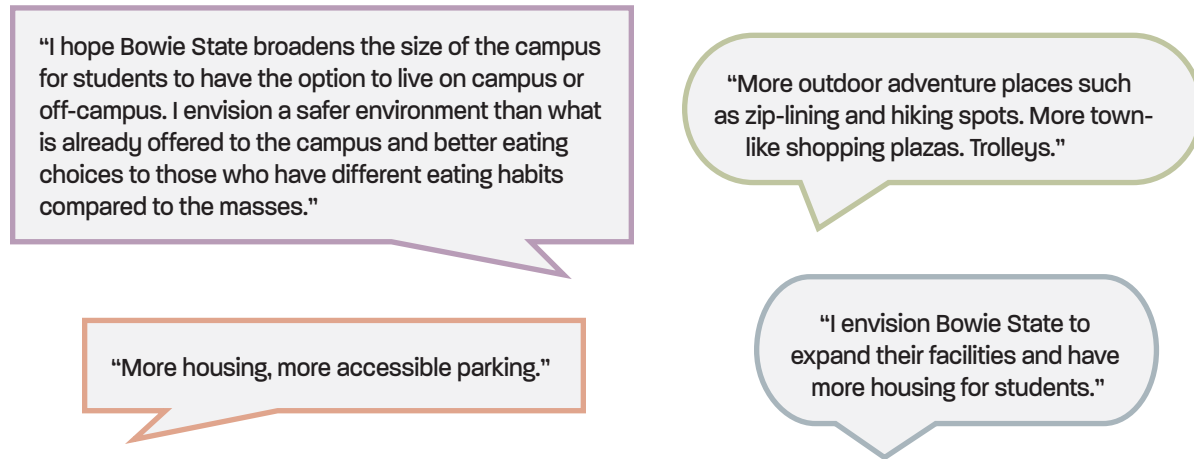 “I hope Bowie State broadens the size of the campus
for students to have the option to live on campus or
off-campus. I envision a safer environment than what
is already offered to the campus and better eating
choices to those who have different eating habits
compared to the masses.”
“More outdoor adventure places such
as zip-lining and hiking spots. More town-
like shopping plazas. Trolleys.”
“More housing, more accessible parking.”
“I envision Bowie State to
expand their facilities and have
more housing for students.”